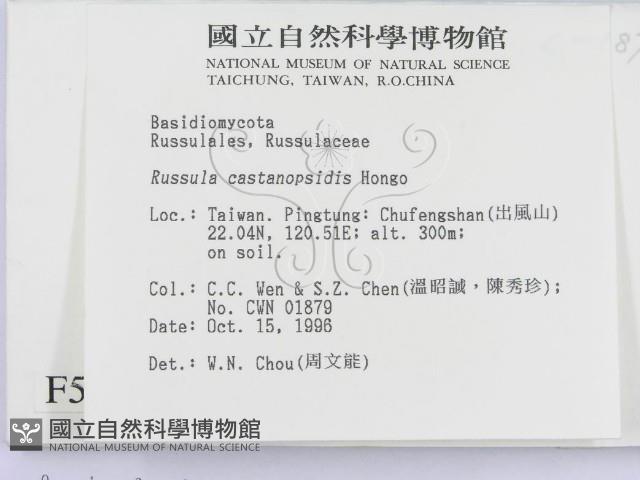 國立自然科學博物館
NATIONAL MUSEUM OF NATURAL SCIENCE
TAICHUNG, TAIWAN, R.O.CHINA
Basidiomycota
Russulales, Russulaceae
Russula castanopsidis Hongo
Loc.: Taiwan. Pingtung: Chufengshan(出風山)
22.04N, 120.51E; alt. 300m;
on soil.
Col.: C.C. Wen & S.Z. Chen(溫昭誠，陳秀珍);
No. CWN 01879
Date: Oct. 15, 1996
Det.: W.N. Chou(周文能)
F5
國立自然科學博物館
NATIONAL MUSEUM OF NATURAL SCIENCE